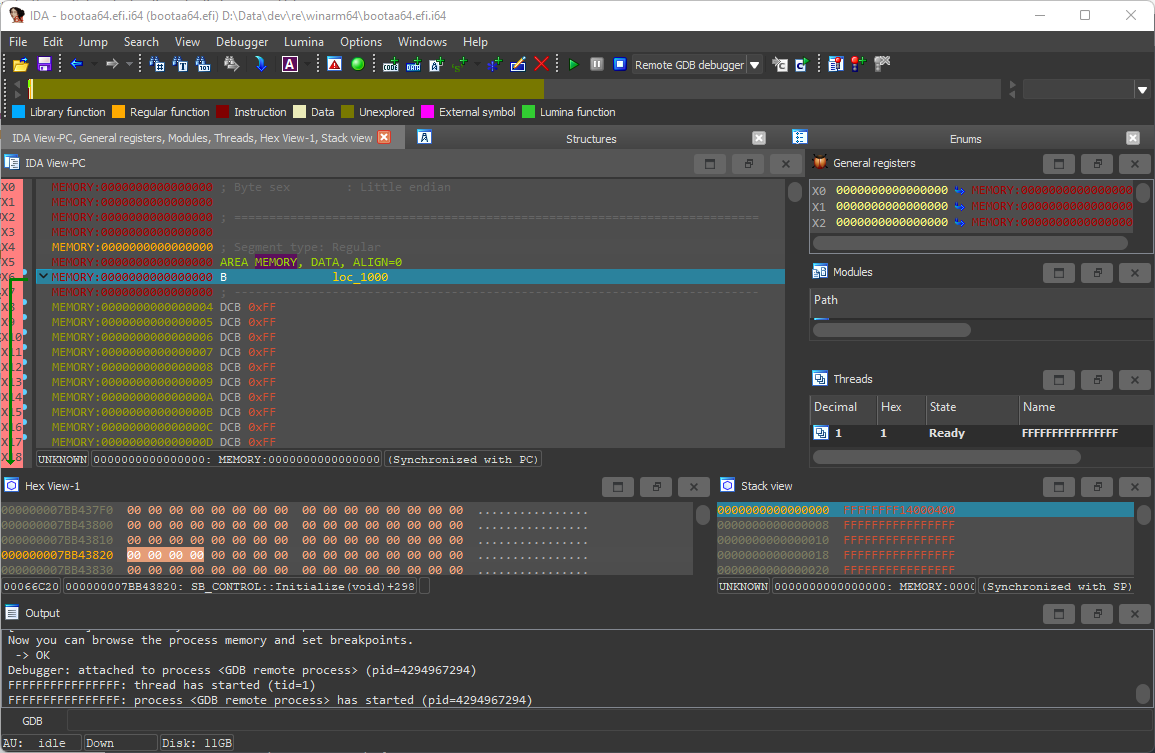 IDA - bootaa64.efi.i64 (bootaa64.efi) D:\Data\dev\re\winarm64\bootaa64.efi.i64
File Edit Jump Search View Debugger Lumina Options Windows Help
Remote GDB debugger
Library function Regular function Instruction Data Unexplored External symbol Lumina function
IDA View-PC, General registers, Modules, Threads, Hex View-1, Stack view Structures Enums
IDA View-PC
X0 MEMORY:0000000000000000 ; Byte sex : Little endian
X1 MEMORY:0000000000000000
X2 MEMORY:0000000000000000 ;
X3 MEMORY:0000000000000000
X4 MEMORY:0000000000000000 ; Segment type: Regular
X5 MEMORY:0000000000000000 AREA MEMORY, DATA, ALIGN=0
X6 MEMORY:0000000000000000 B loc_1000
X7 MEMORY:0000000000000000 ;
X8 MEMORY:0000000000000004 DCB 0xFF
X9 MEMORY:0000000000000005 DCB 0xFF
X10 MEMORY:0000000000000006 DCB 0xFF
X11 MEMORY:0000000000000007 DCB 0xFF
X12 MEMORY:0000000000000008 DCB 0xFF
X13 MEMORY:0000000000000009 DCB 0xFF
X14 MEMORY:000000000000000A DCB 0xFF
X15 MEMORY:000000000000000B DCB 0xFF
X16 MEMORY:000000000000000C DCB 0xFF
X17 MEMORY:000000000000000D DCB 0xFF
X18
UNKNOWN 0000000000000000: MEMORY:0000000000000000 (Synchronized with PC)
General registers
X0 0000000000000000 MEMORY:0000000000000000
X1 0000000000000000 MEMORY:0000000000000000
X2 0000000000000000 MEMORY:0000000000000000
Modules
Path
Threads
Decimal Hex State Name
1 1 Ready FFFFFFFFFFFFFFFF
Hex View-1
000000007BB437F0 00 00 00 00 00 00 00 00 00 00 00 00 00 00 00 00 ................
000000007BB43800 00 00 00 00 00 00 00 00 00 00 00 00 00 00 00 00 ................
000000007BB43810 00 00 00 00 00 00 00 00 00 00 00 00 00 00 00 00 ................
000000007BB43820 00 00 00 00 00 00 00 00 00 00 00 00 00 00 00 00 ................
000000007BB43830 00 00 00 00 00 00 00 00 00 00 00 00 00 00 00 00 ................
00066C20 000000007BB43820: SB_CONTROL::Initialize(void)+298
Stack view
0000000000000000 FFFFFFFF14000400
0000000000000008 FFFFFFFFFFFFFFFF
0000000000000010 FFFFFFFFFFFFFFFF
0000000000000018 FFFFFFFFFFFFFFFF
0000000000000020 FFFFFFFFFFFFFFFF
UNKNOWN 0000000000000000: MEMORY:0000 (Synchronized with SP)
Output
Now you can browse the process memory and set breakpoints.
-> OK
Debugger: attached to process <GDB remote process> (pid=4294967294)
FFFFFFFFFFFFFFFF: thread has started (tid=1)
FFFFFFFFFFFFFFFF: process <GDB remote process> has started (pid=4294967294)
GDB
AU: idle Down Disk: 11GB